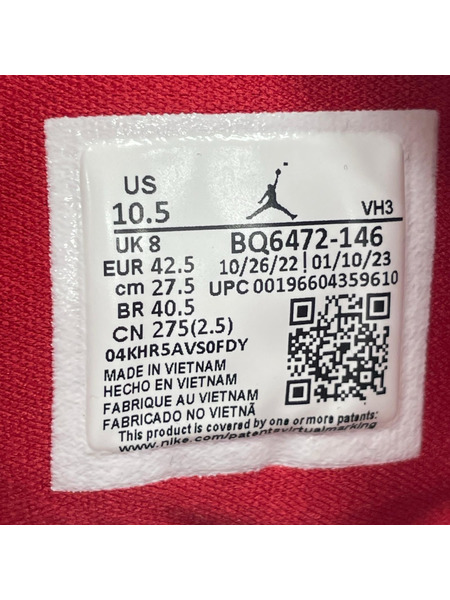 US
10.5
VH3
UK 8
BQ6472-146
EUR 42.5
10/26/22 | 01/10/23
cm 27.5
UPC 00196604359610
BR 40.5
CN 275(2.5)
04KHR5AVS0FDY
MADE IN VIETNAM
HECHO EN VIETNAM
FABRIQUE AU VIETNAM
FABRICADO NO VIETNÃ
This product is covered by one or more patents:
www.nike.com/patentsvirtualmarking